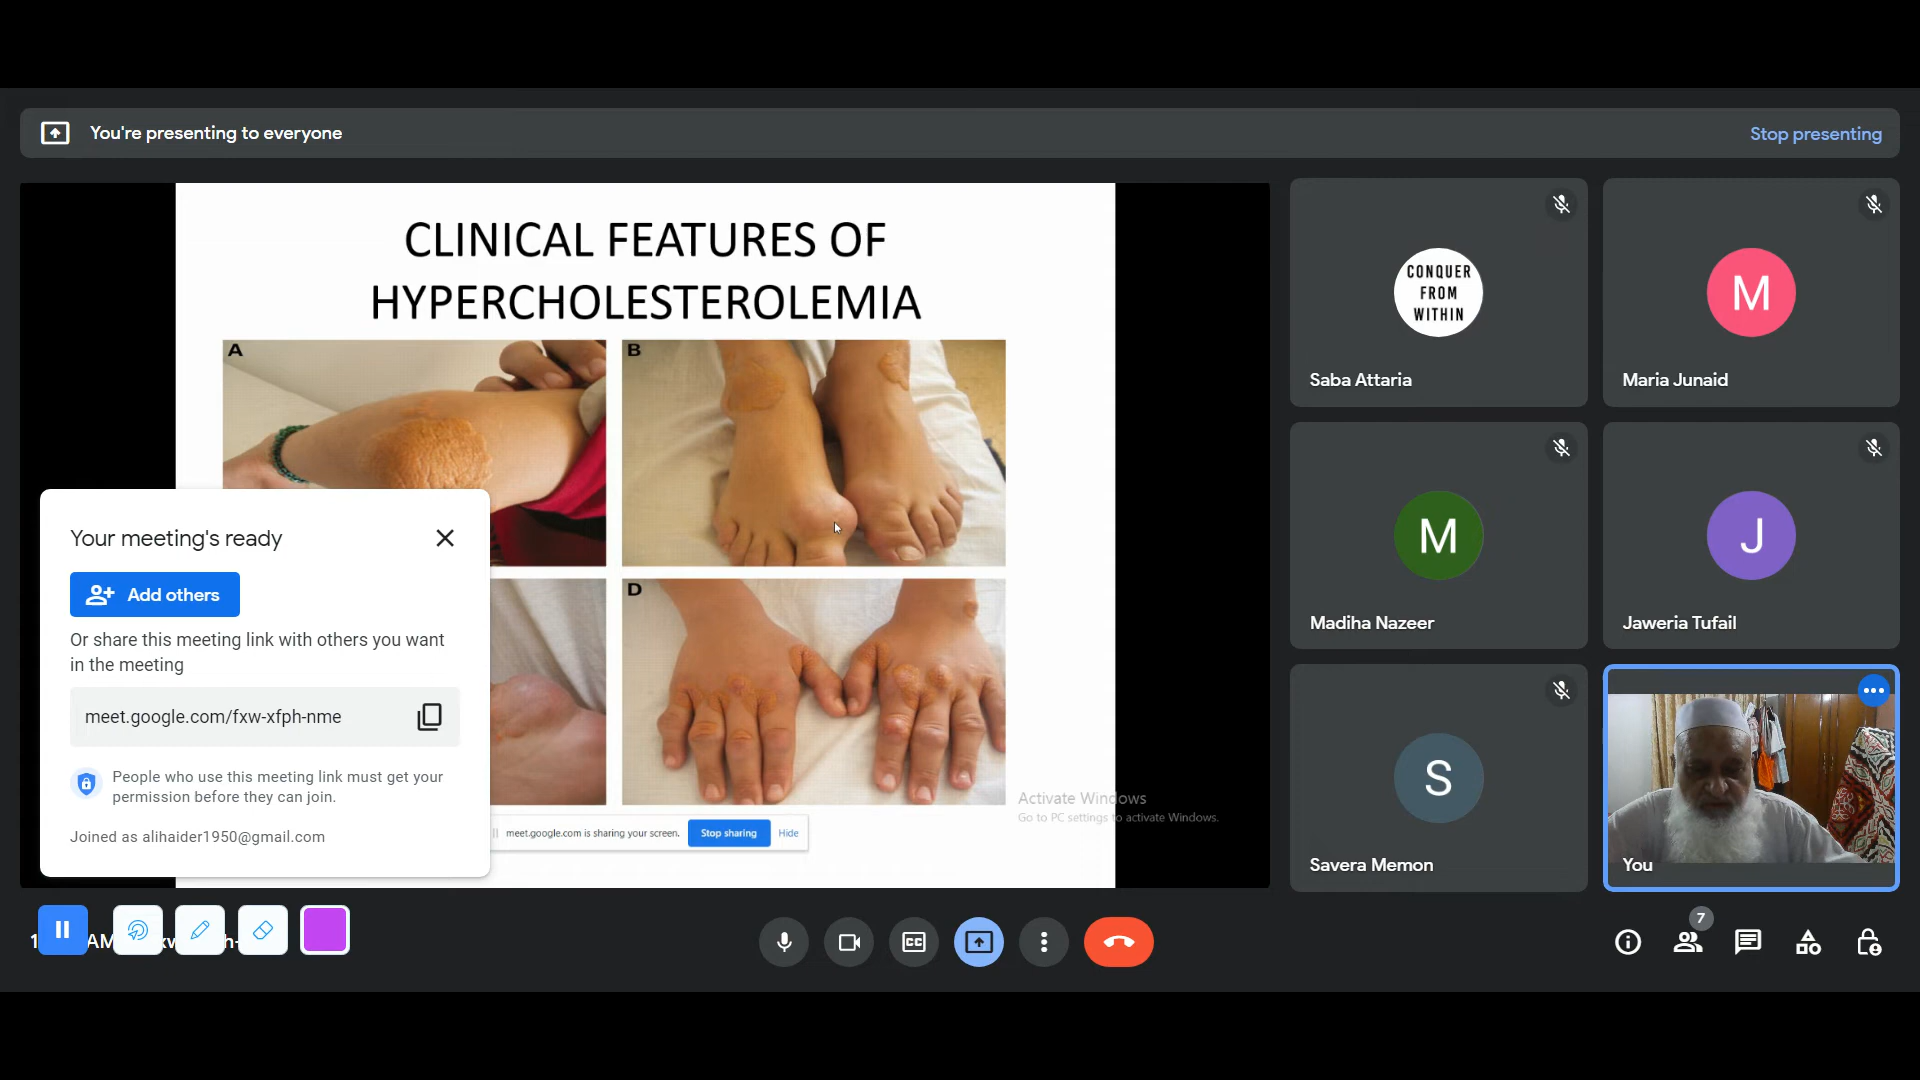 You're presenting to everyone
Stop presenting
CLINICAL FEATURES OF
HYPERCHOLESTEROLEMIA
A
B
D
Your meeting's ready
Add others
Or share this meeting link with others you want
in the meeting
meet.google.com/fxw-xfph-nme
People who use this meeting link must get your
permission before they can join.
Joined as alihaider1950@gmail.com
meet.google.com is sharing your screen.
Stop sharing
Hide
Activate Windows
Go to PC settings to activate Windows.
CONQUER
FROM
WITHIN
Saba Attaria
M
Maria Junaid
M
Madiha Nazeer
J
Jaweria Tufail
S
Savera Memon
You
AM
CC
7